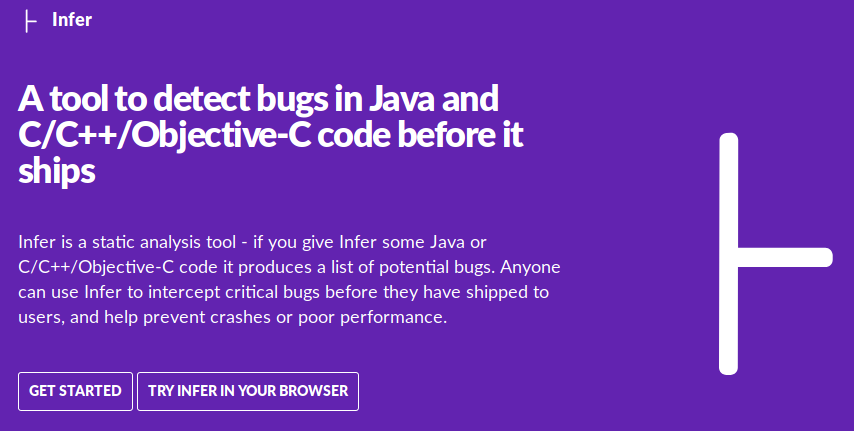 Infer
A tool to detect bugs in Java and
C/C++/Objective-C code before it
ships
Infer is a static analysis tool - if you give Infer some Java or
C/C++/Objective-C code it produces a list of potential bugs. Anyone
can use Infer to intercept critical bugs before they have shipped to
users, and help prevent crashes or poor performance.
GET STARTED TRY INFER IN YOUR BROWSER